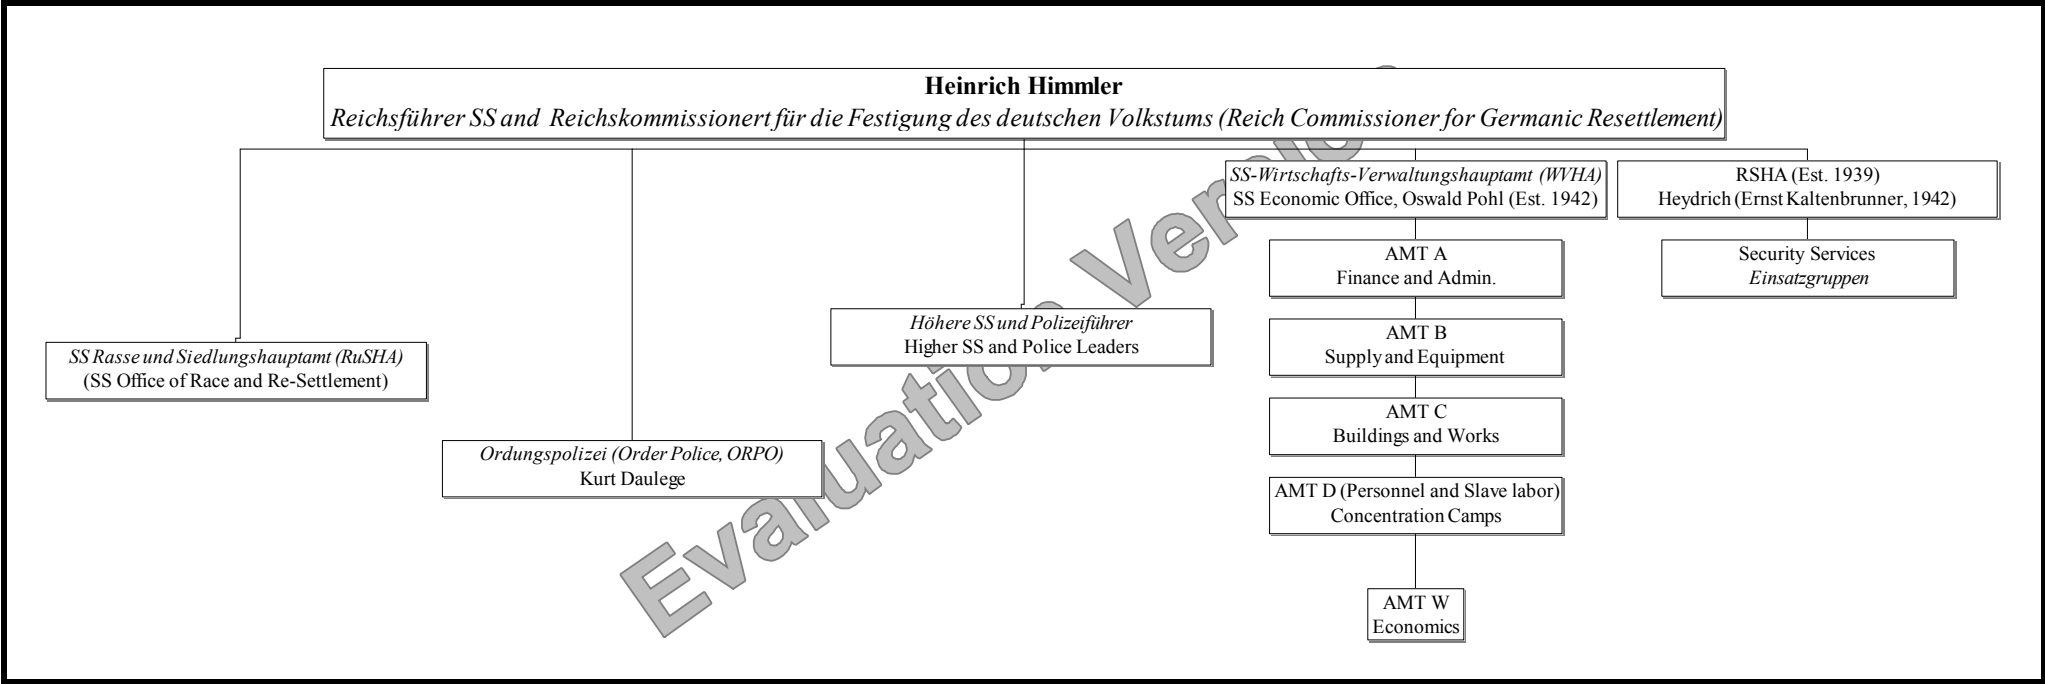 Heinrich Himmler
Reichsführer SS and Reichskommissionert für die Festigung des deutschen Volkstums (Reich Commissioner for Germanic Resettlement)
SS Rasse und Siedlungshauptamt (RuSHA)
(SS Office of Race and Re-Settlement)
Ordungspolizei (Order Police, ORPO)
Kurt Daulege
Höhere SS und Polizeiführer
Higher SS and Police Leaders
SS-Wirtschafts-Verwaltungshauptamt (WVHA)
SS Economic Office, Oswald Pohl (Est. 1942)
AMT A
Finance and Admin.
AMT B
Supply and Equipment
AMT C
Buildings and Works
AMT D (Personnel and Slave labor)
Concentration Camps
AMT W
Economics
RSHA (Est. 1939)
Heydrich (Ernst Kaltenbrunner, 1942)
Security Services
Einsatzgruppen
Evaluation Version